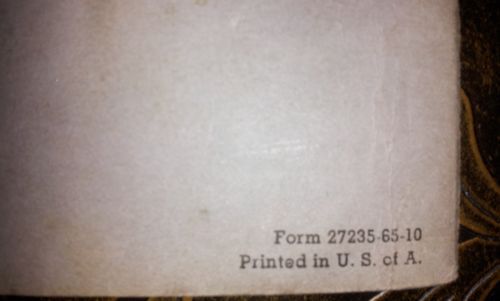 Form 27235-65-10
Printed in U. S. of A.